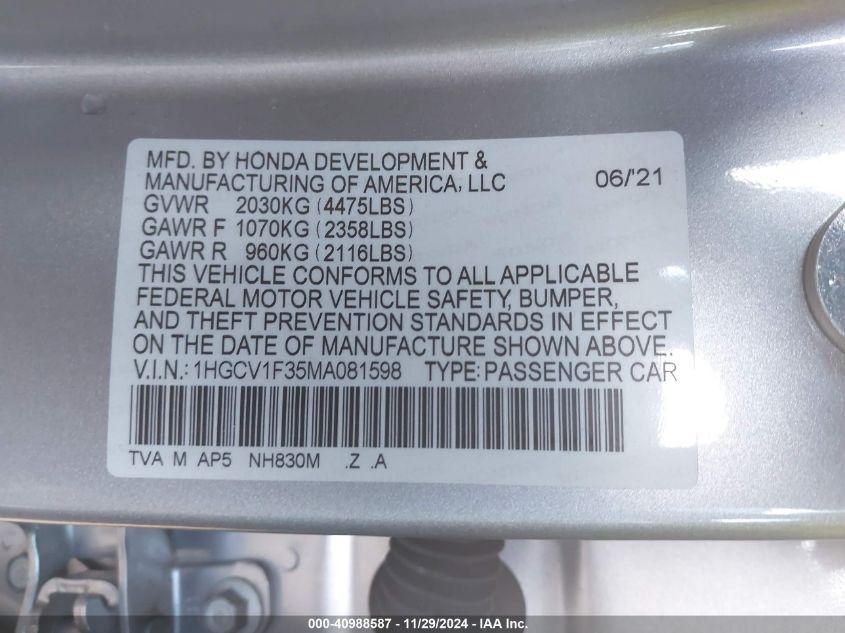 MFD. BY HONDA DEVELOPMENT &
MANUFACTURING OF AMERICA, LLC 06/'21
GVWR 2030KG (4475LBS)
GAWR F 1070KG (2358LBS)
GAWR R 960KG (2116LBS)
THIS VEHICLE CONFORMS TO ALL APPLICABLE
FEDERAL MOTOR VEHICLE SAFETY, BUMPER,
AND THEFT PREVENTION STANDARDS IN EFFECT
ON THE DATE OF MANUFACTURE SHOWN ABOVE.
V.I.N.: 1HGCV1F35MA081598 TYPE: PASSENGER CAR
TVA M AP5 NH830M .Z .A
000-40988587 - 11/29/2024 - IAA Inc.